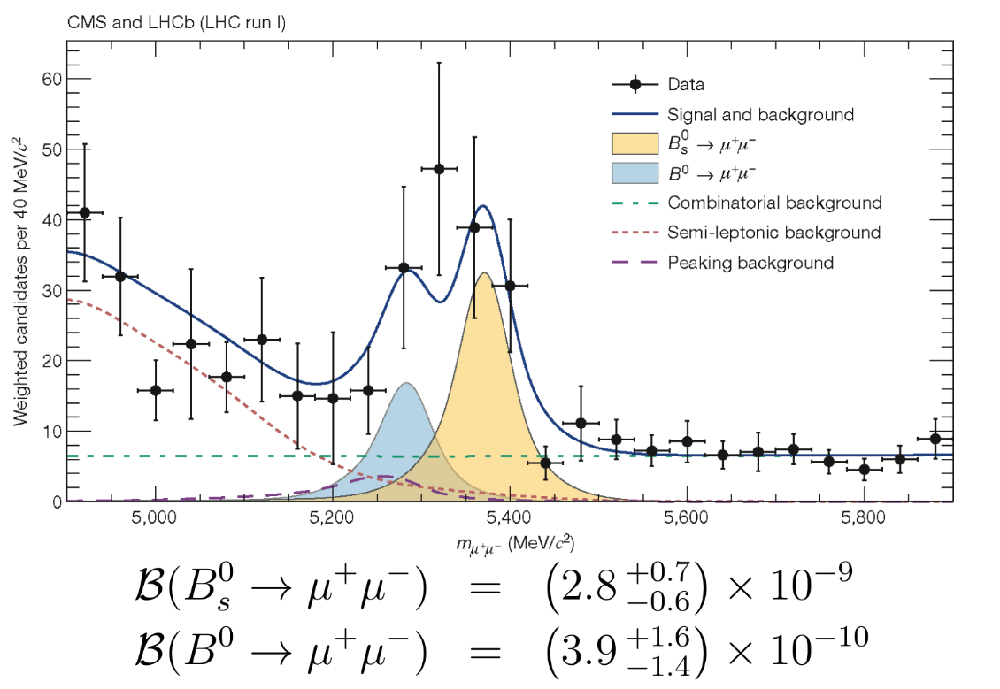 CMS and LHCb (LHC run I)
Weighted candidates per 40 MeV/c²
60
50
40
30
20
10
0
Data
Signal and background
B⁰ₛ → μ⁺μ⁻
B⁰ → μ⁺μ⁻
Combinatorial background
Semi-leptonic background
Peaking background
5,000 5,200 5,400 5,600 5,800
m_μ⁺μ⁻ (MeV/c²)
ℬ(B⁰ₛ → μ⁺μ⁻) = (2.8 +0.7 −0.6) × 10⁻⁹
ℬ(B⁰ → μ⁺μ⁻) = (3.9 +1.6 −1.4) × 10⁻¹⁰